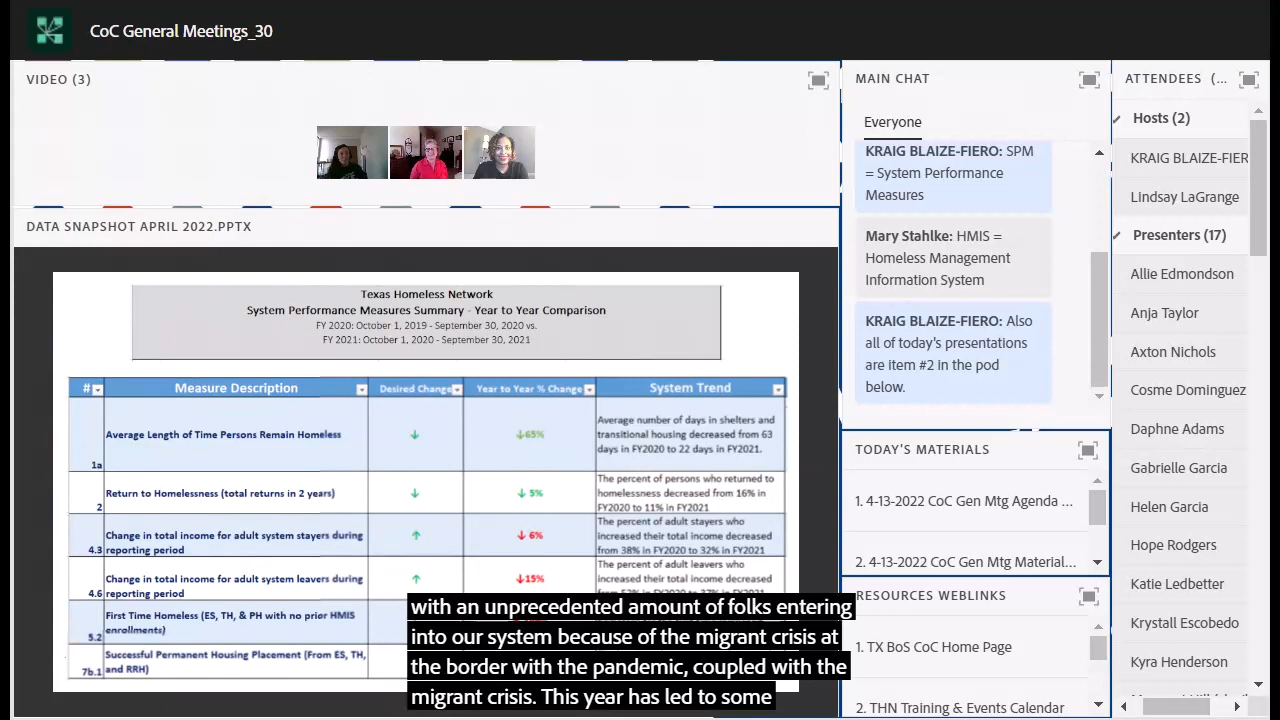 CoC General Meetings_30
VIDEO (3)
DATA SNAPSHOT APRIL 2022.PPTX
Texas Homeless Network
System Performance Measures Summary - Year to Year Comparison
FY 2020: October 1, 2019 - September 30, 2020 vs.
FY 2021: October 1, 2020 - September 30, 2021
# Measure Description Desired Change Year to Year % Change System Trend
1a Average Length of Time Persons Remain Homeless ↓ ↓65%
Average number of days in shelters and
transitional housing decreased from 63
days in FY2020 to 22 days in FY2021.
2 Return to Homelessness (total returns in 2 years) ↓ ↓ 5%
The percent of persons who returned to
homelessness decreased from 16% in
FY2020 to 11% in FY2021
4.3 Change in total income for adult system stayers during
reporting period ↑ ↓ 6%
The percent of adult stayers who
increased their total income decreased
from 38% in FY2020 to 32% in FY2021
4.6 Change in total income for adult system leavers during
reporting period ↑ ↓15%
The percent of adult leavers who
increased their total income decreased
5.2 First Time Homeless (ES, TH, & PH with no prior HMIS
enrollments)
7b.1 Successful Permanent Housing Placement (From ES, TH,
and RRH)
with an unprecedented amount of folks entering
into our system because of the migrant crisis at
the border with the pandemic, coupled with the
migrant crisis. This year has led to some
MAIN CHAT
Everyone
KRAIG BLAIZE-FIERO: SPM
= System Performance
Measures
Mary Stahlke: HMIS =
Homeless Management
Information System
KRAIG BLAIZE-FIERO: Also
all of today's presentations
are item #2 in the pod
below.
TODAY'S MATERIALS
1. 4-13-2022 CoC Gen Mtg Agenda ...
2. 4-13-2022 CoC Gen Mtg Material...
RESOURCES WEBLINKS
1. TX BoS CoC Home Page
2. THN Training & Events Calendar
ATTENDEES (...
Hosts (2)
KRAIG BLAIZE-FIER
Lindsay LaGrange
Presenters (17)
Allie Edmondson
Anja Taylor
Axton Nichols
Cosme Dominguez
Daphne Adams
Gabrielle Garcia
Helen Garcia
Hope Rodgers
Katie Ledbetter
Krystall Escobedo
Kyra Henderson